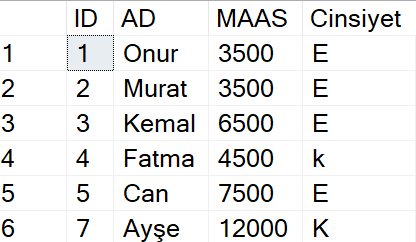 ID AD MAAS Cinsiyet
1 1 Onur 3500 E
2 2 Murat 3500 E
3 3 Kemal 6500 E
4 4 Fatma 4500 k
5 5 Can 7500 E
6 7 Ayşe 12000 K